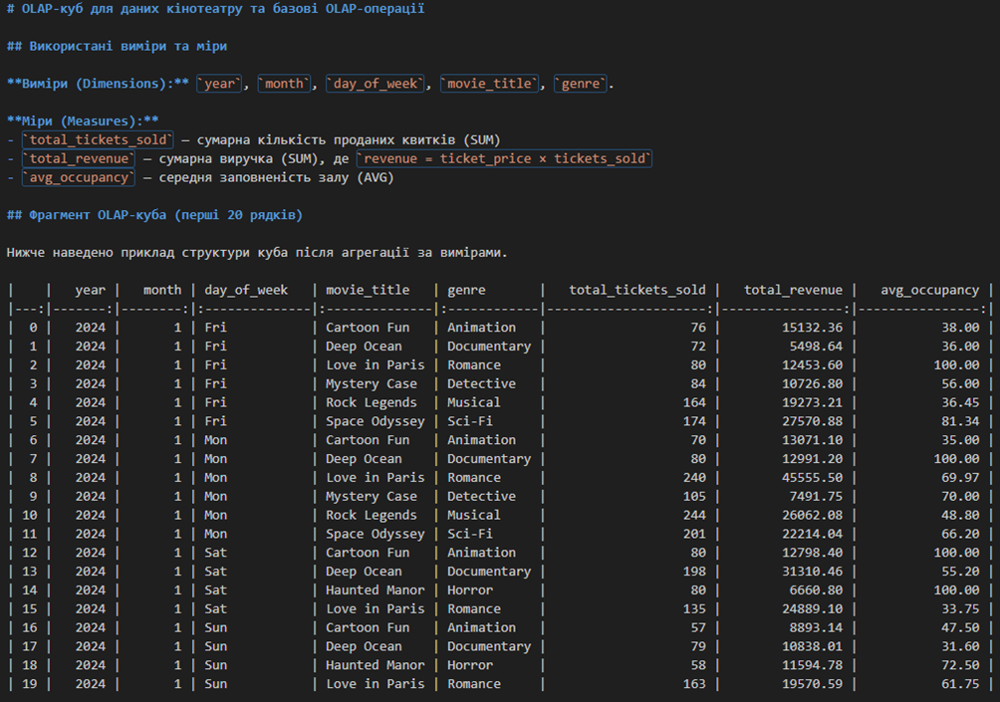 # OLAP-куб для даних кінотеатру та базові OLAP-операції
## Використані виміри та міри
**Виміри (Dimensions):** `year`, `month`, `day_of_week`, `movie_title`, `genre`.
**Міри (Measures):**
- `total_tickets_sold` — сумарна кількість проданих квитків (SUM)
- `total_revenue` — сумарна виручка (SUM), де `revenue = ticket_price × tickets_sold`
- `avg_occupancy` — середня заповненість залу (AVG)
## Фрагмент OLAP-куба (перші 20 рядків)
Нижче наведено приклад структури куба після агрегації за вимірами.
|    |   year |   month | day_of_week   | movie_title   | genre       |   total_tickets_sold |   total_revenue |   avg_occupancy |
|---:|-------:|--------:|:--------------|:--------------|:------------|---------------------:|----------------:|----------------:|
|  0 |   2024 |       1 | Fri           | Cartoon Fun   | Animation   |                   76 |        15132.36 |           38.00 |
|  1 |   2024 |       1 | Fri           | Deep Ocean    | Documentary |                   72 |         5498.64 |           36.00 |
|  2 |   2024 |       1 | Fri           | Love in Paris | Romance     |                   80 |        12453.60 |          100.00 |
|  3 |   2024 |       1 | Fri           | Mystery Case  | Detective   |                   84 |        10726.80 |           56.00 |
|  4 |   2024 |       1 | Fri           | Rock Legends  | Musical     |                  164 |        19273.21 |           36.45 |
|  5 |   2024 |       1 | Fri           | Space Odyssey | Sci-Fi      |                  174 |        27570.88 |           81.34 |
|  6 |   2024 |       1 | Mon           | Cartoon Fun   | Animation   |                   70 |        13071.10 |           35.00 |
|  7 |   2024 |       1 | Mon           | Deep Ocean    | Documentary |                   80 |        12991.20 |          100.00 |
|  8 |   2024 |       1 | Mon           | Love in Paris | Romance     |                  240 |        45555.50 |           69.97 |
|  9 |   2024 |       1 | Mon           | Mystery Case  | Detective   |                  105 |         7491.75 |           70.00 |
| 10 |   2024 |       1 | Mon           | Rock Legends  | Musical     |                  244 |        26062.08 |           48.80 |
| 11 |   2024 |       1 | Mon           | Space Odyssey | Sci-Fi      |                  201 |        22214.04 |           66.20 |
| 12 |   2024 |       1 | Sat           | Cartoon Fun   | Animation   |                   80 |        12798.40 |          100.00 |
| 13 |   2024 |       1 | Sat           | Deep Ocean    | Documentary |                  198 |        31310.46 |           55.20 |
| 14 |   2024 |       1 | Sat           | Haunted Manor | Horror      |                   80 |         6660.80 |          100.00 |
| 15 |   2024 |       1 | Sat           | Love in Paris | Romance     |                  135 |        24889.10 |           33.75 |
| 16 |   2024 |       1 | Sun           | Cartoon Fun   | Animation   |                   57 |         8893.14 |           47.50 |
| 17 |   2024 |       1 | Sun           | Deep Ocean    | Documentary |                   79 |        10838.01 |           31.60 |
| 18 |   2024 |       1 | Sun           | Haunted Manor | Horror      |                   58 |        11594.78 |           72.50 |
| 19 |   2024 |       1 | Sun           | Love in Paris | Romance     |                  163 |        19570.59 |           61.75 |